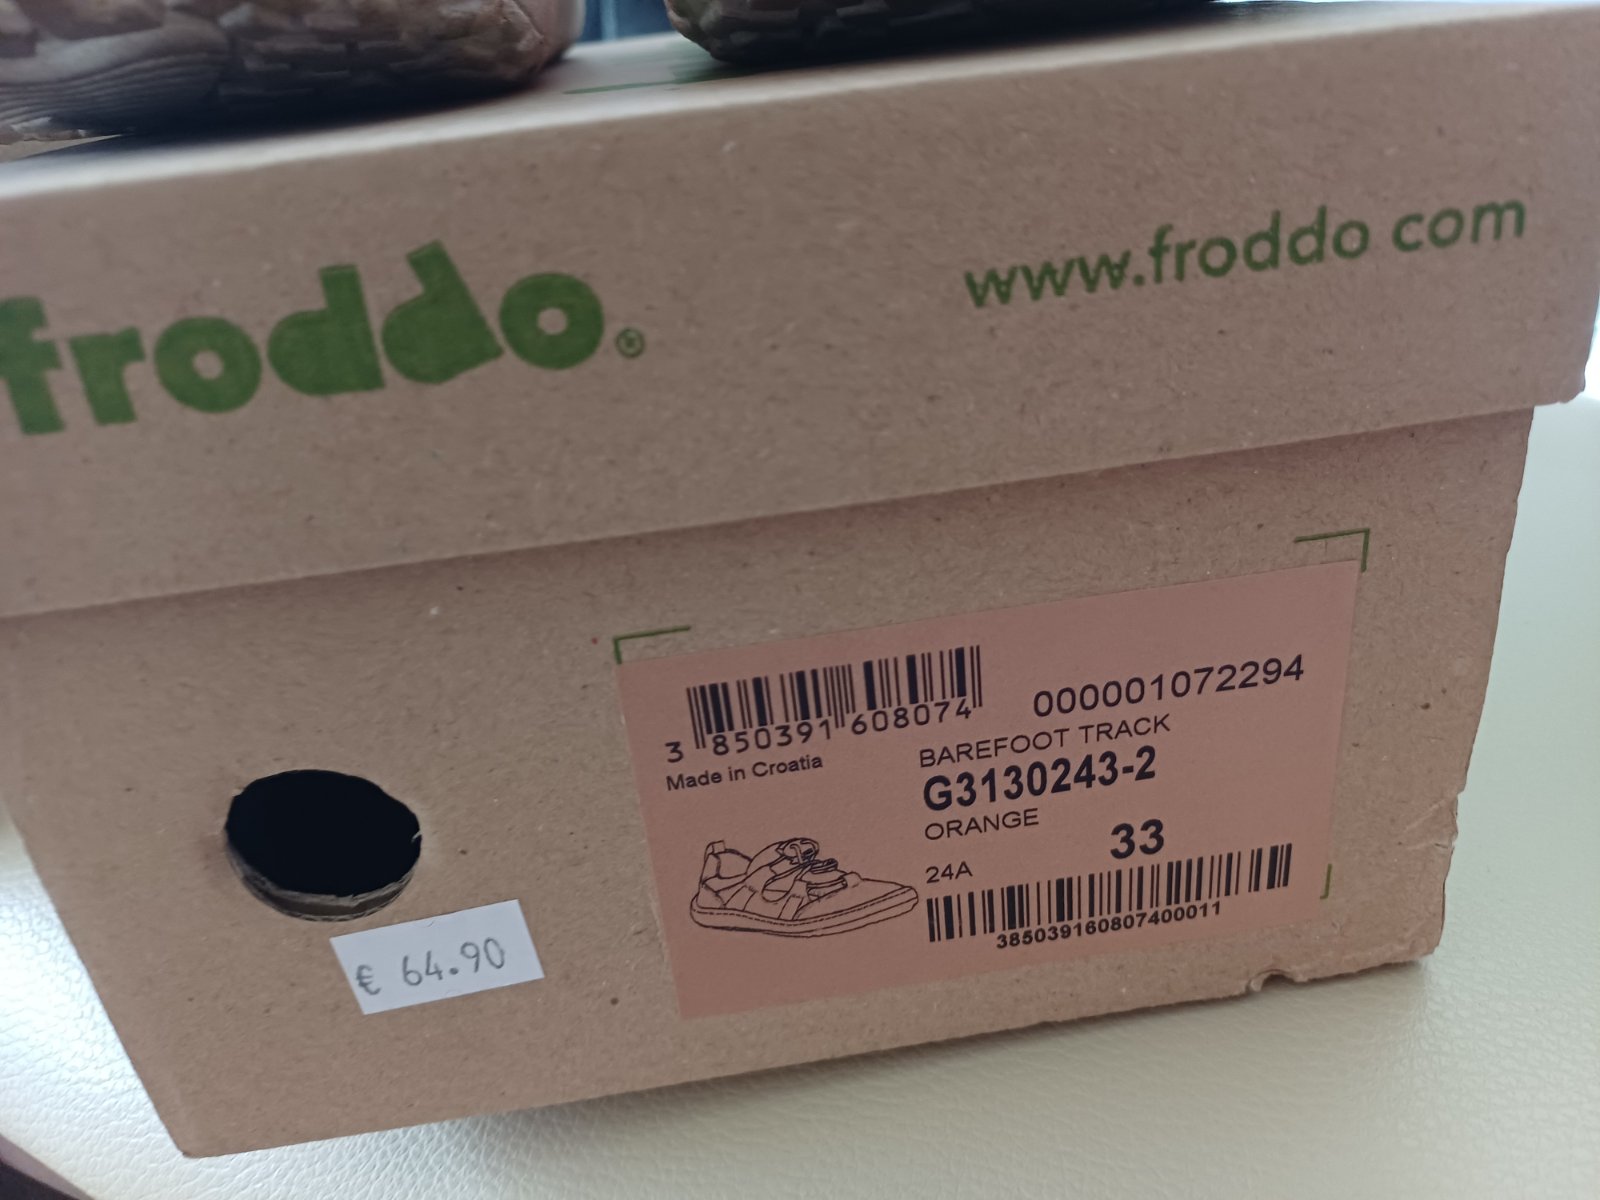 froddo®
www.froddo.com
3 850391 608074
000001072294
Made in Croatia
BAREFOOT TRACK
G3130243-2
ORANGE
33
24A
385039160807400011
€ 64.90